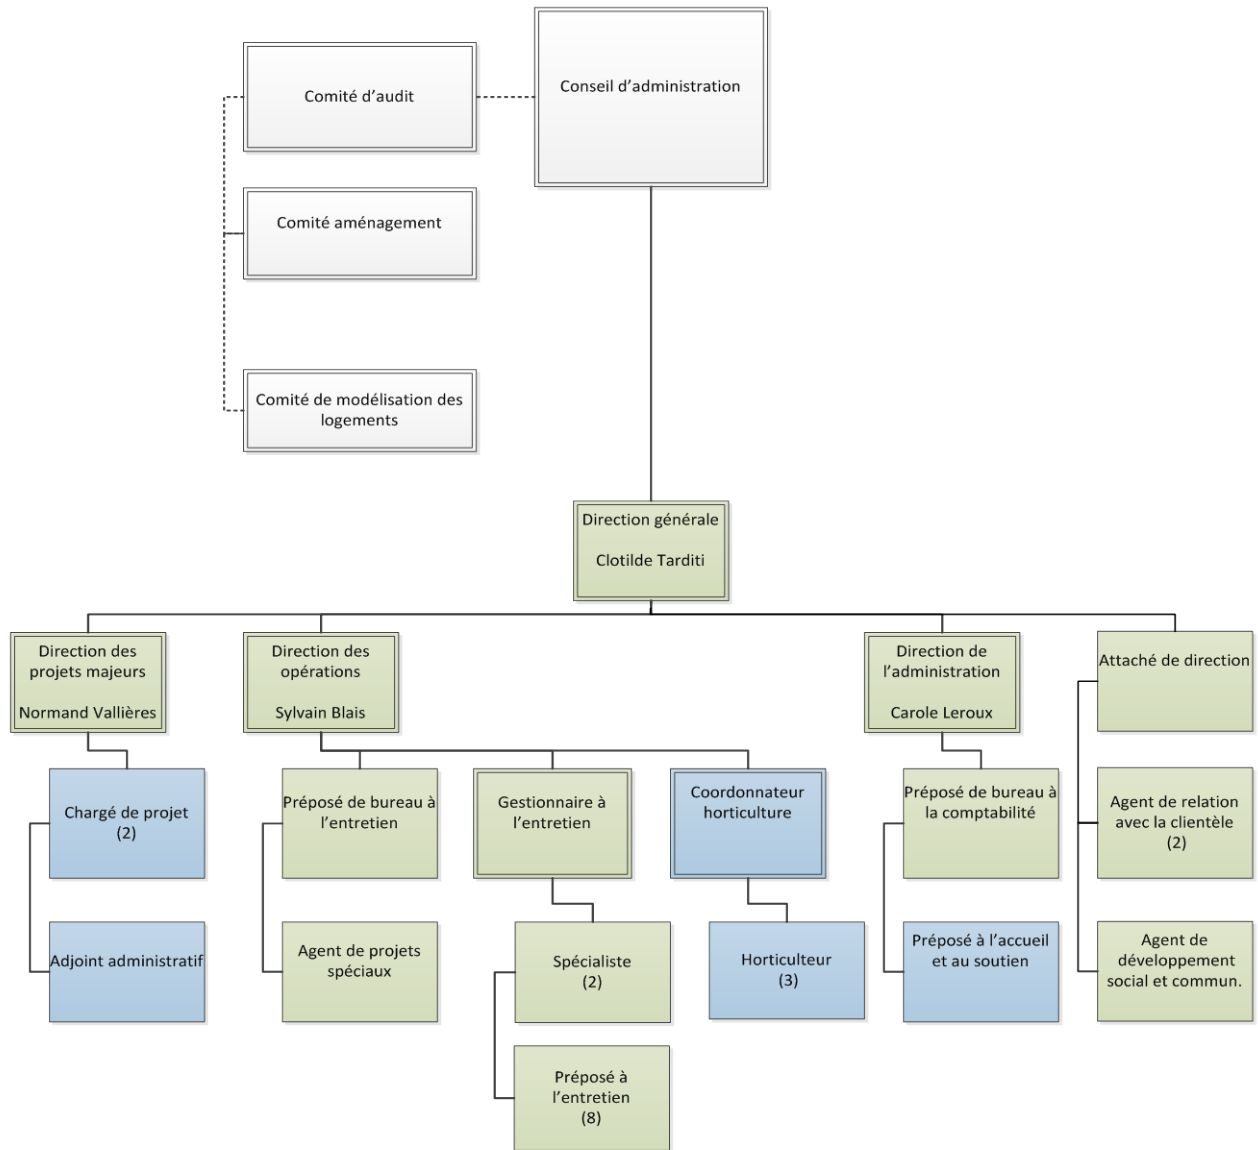 Comité d’audit
Conseil d’administration
Comité aménagement
Comité de modélisation des
logements
Direction générale
Clotilde Tarditi
Direction des
projets majeurs
Normand Vallières
Direction des
opérations
Sylvain Blais
Direction de
l’administration
Carole Leroux
Attaché de direction
Chargé de projet
(2)
Préposé de bureau à
l’entretien
Gestionnaire à
l’entretien
Coordonnateur
horticulture
Préposé de bureau à
la comptabilité
Agent de relation
avec la clientèle
(2)
Adjoint administratif
Agent de projets
spéciaux
Spécialiste
(2)
Horticulteur
(3)
Préposé à l’accueil
et au soutien
Agent de
développement
social et commun.
Préposé à
l’entretien
(8)